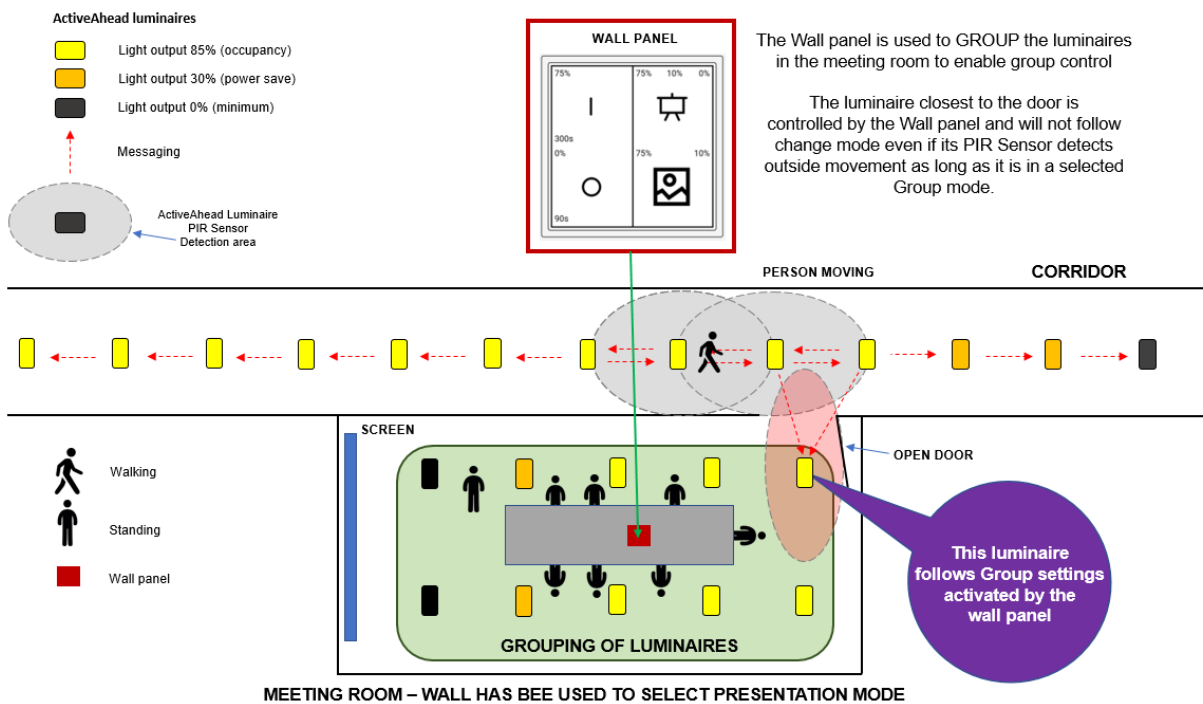 ActiveAhead luminaires
Light output 85% (occupancy)
Light output 30% (power save)
Light output 0% (minimum)
Messaging
ActiveAhead Luminaire
PIR Sensor
Detection area
WALL PANEL
75%
75% 10% 0%
300s
0%
75% 10%
90s
The Wall panel is used to GROUP the luminaires
in the meeting room to enable group control
The luminaire closest to the door is
controlled by the Wall panel and will not follow
change mode even if its PIR Sensor detects
outside movement as long as it is in a selected
Group mode.
PERSON MOVING
CORRIDOR
SCREEN
OPEN DOOR
Walking
Standing
Wall panel
This luminaire
follows Group settings
activated by the
wall panel
GROUPING OF LUMINAIRES
MEETING ROOM – WALL HAS BEE USED TO SELECT PRESENTATION MODE